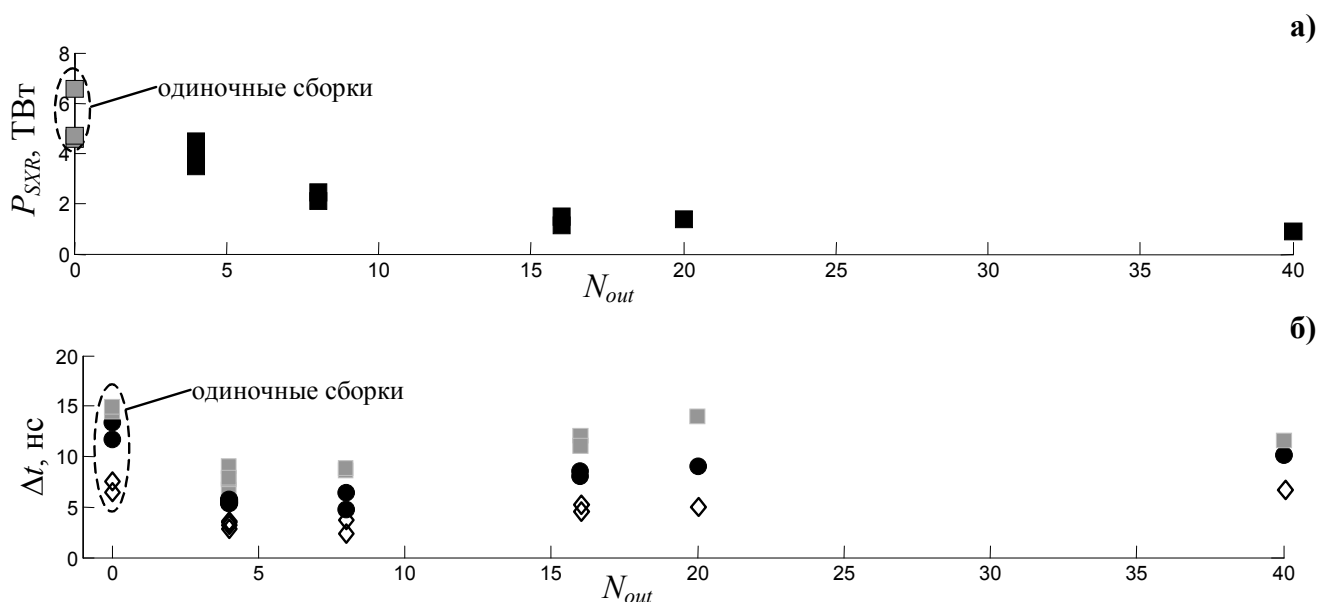 а)
8
6
4
2
0
P_SXR, ТВт
одиночные сборки
0 5 10 15 20 25 30 35 40
N_out
б)
20
15
10
5
0
Δt, нс
одиночные сборки
0 5 10 15 20 25 30 35 40
N_out